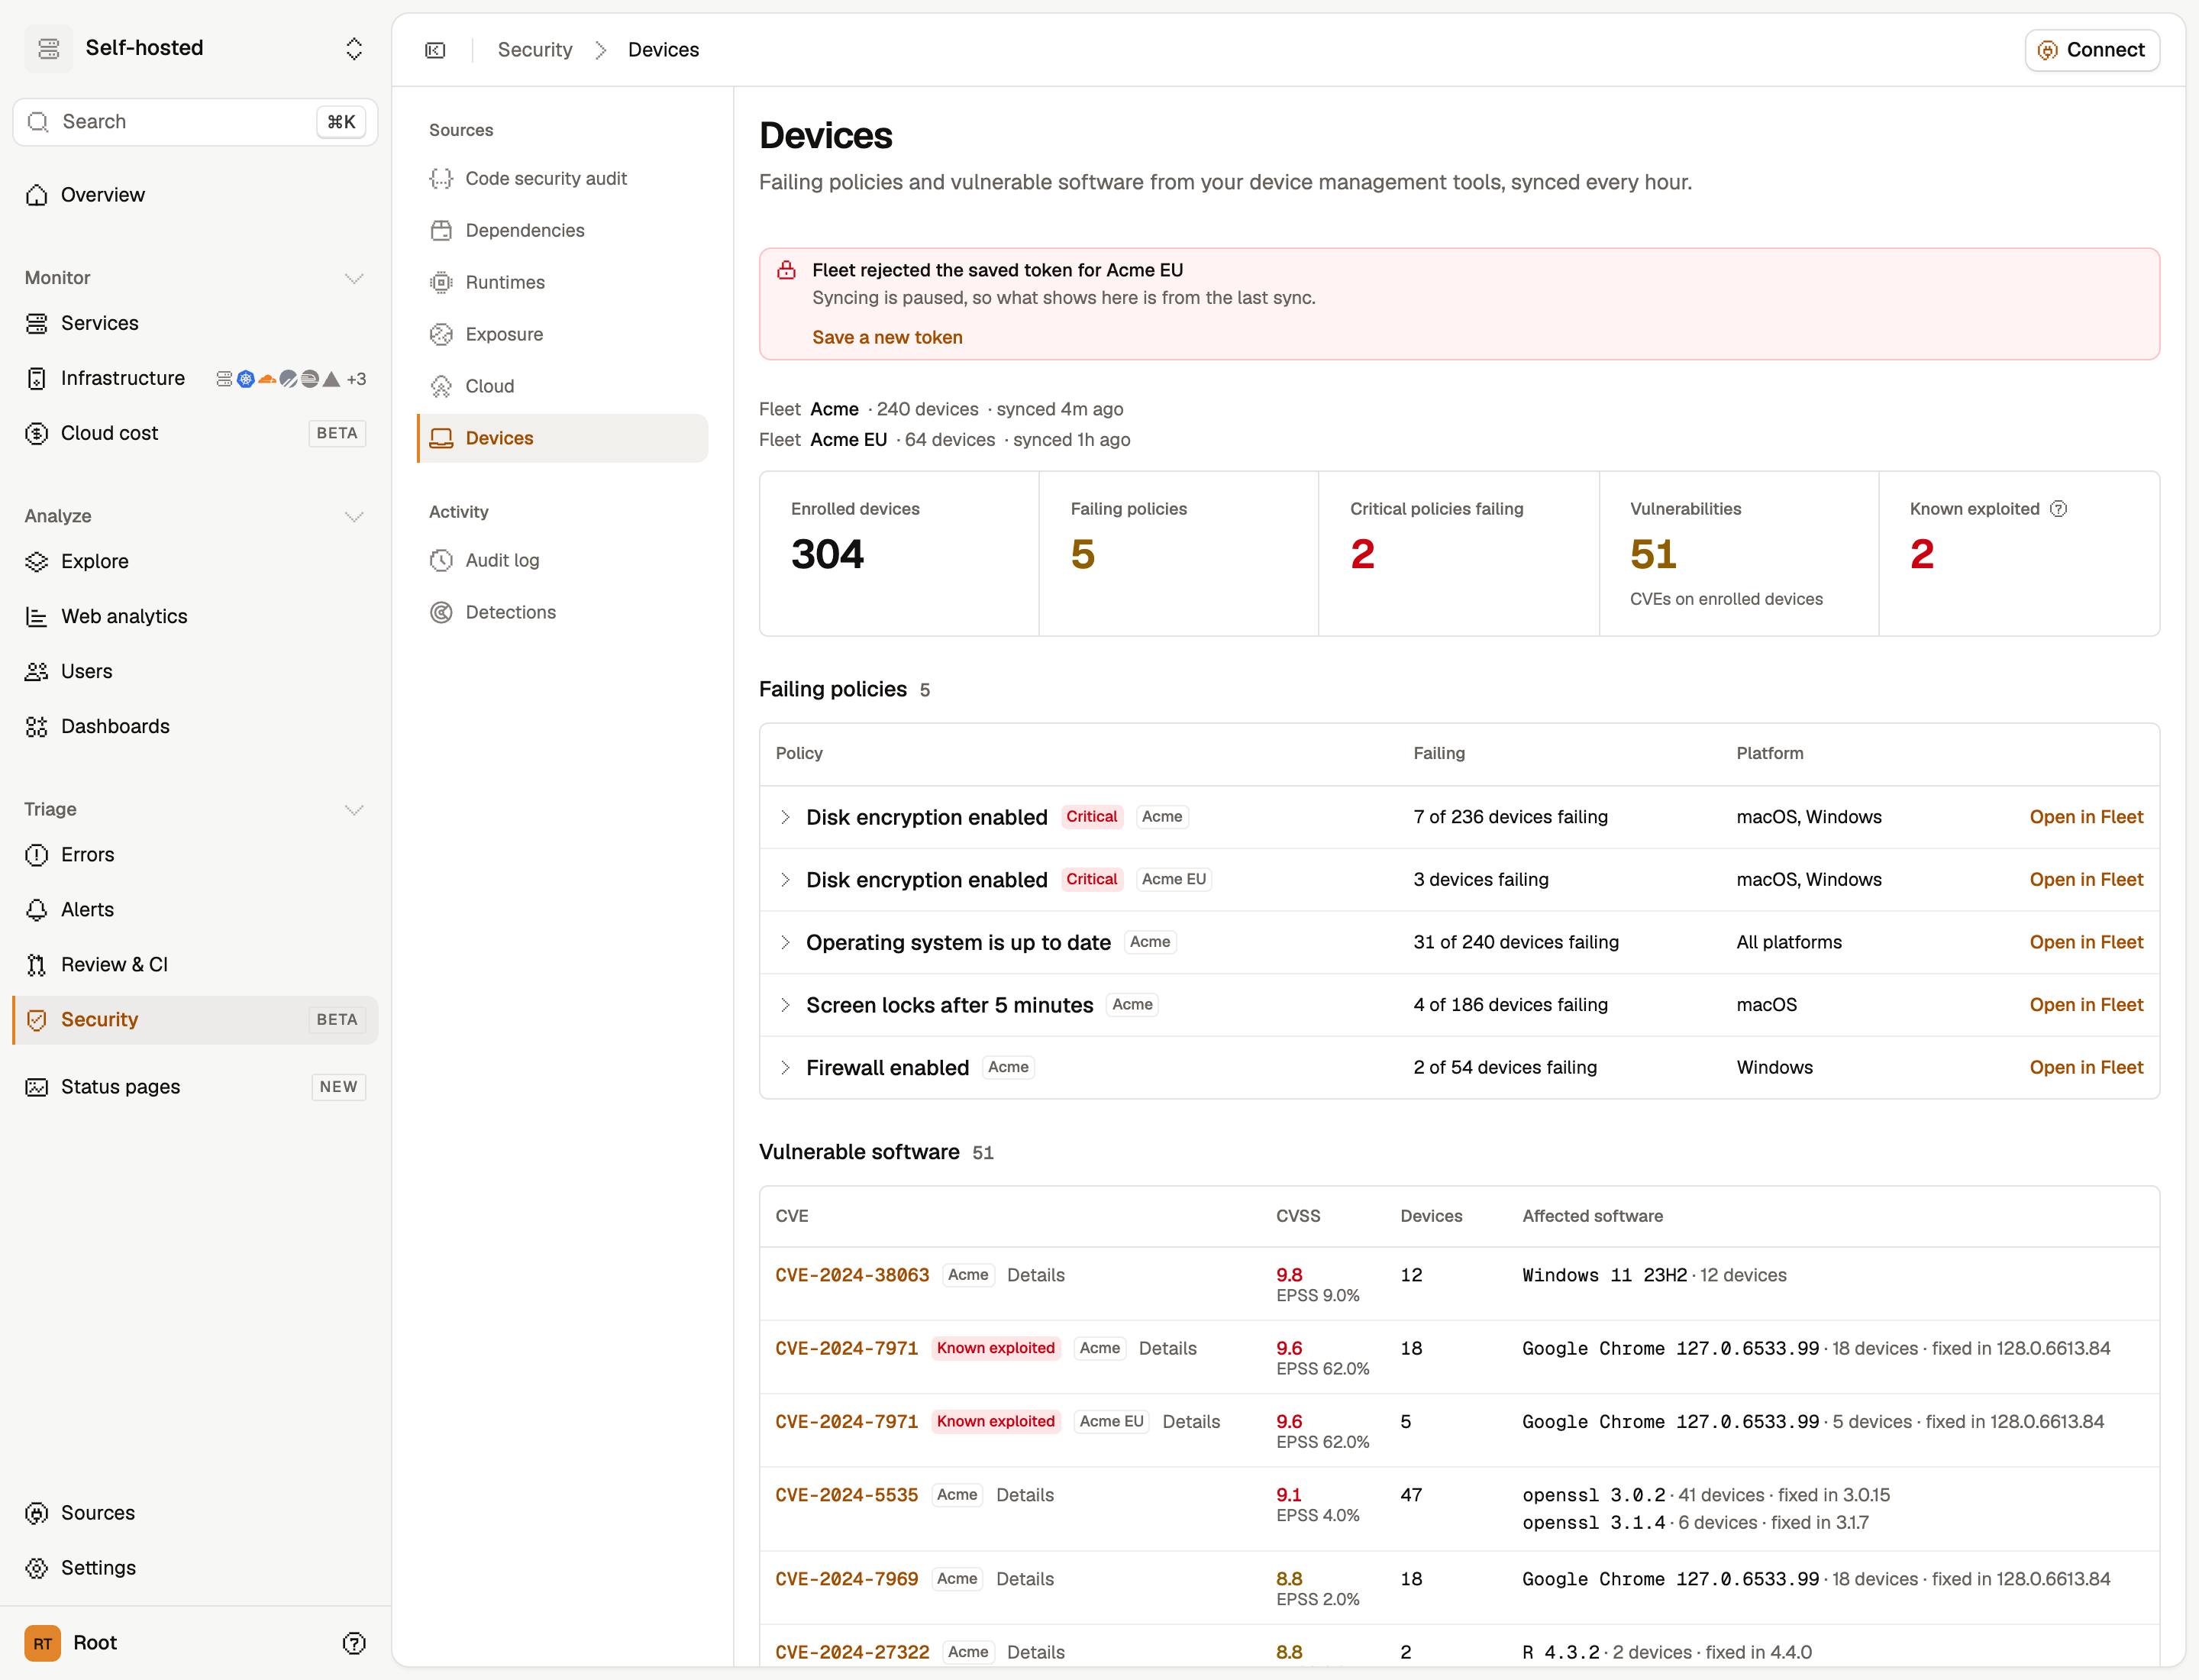 Self-hosted
Search ⌘K
Overview
Monitor
Services
Infrastructure +3
Cloud cost BETA
Analyze
Explore
Web analytics
Users
Dashboards
Triage
Errors
Alerts
Review & CI
Security BETA
Status pages NEW
Sources
Settings
RT Root
Security Devices
Connect
Sources
Code security audit
Dependencies
Runtimes
Exposure
Cloud
Devices
Activity
Audit log
Detections
Devices
Failing policies and vulnerable software from your device management tools, synced every hour.
Fleet rejected the saved token for Acme EU
Syncing is paused, so what shows here is from the last sync.
Save a new token
Fleet Acme · 240 devices · synced 4m ago
Fleet Acme EU · 64 devices · synced 1h ago
Enrolled devices
304
Failing policies
5
Critical policies failing
2
Vulnerabilities
51
CVEs on enrolled devices
Known exploited
2
Failing policies 5
Policy Failing Platform
Disk encryption enabled Critical Acme 7 of 236 devices failing macOS, Windows Open in Fleet
Disk encryption enabled Critical Acme EU 3 devices failing macOS, Windows Open in Fleet
Operating system is up to date Acme 31 of 240 devices failing All platforms Open in Fleet
Screen locks after 5 minutes Acme 4 of 186 devices failing macOS Open in Fleet
Firewall enabled Acme 2 of 54 devices failing Windows Open in Fleet
Vulnerable software 51
CVE CVSS Devices Affected software
CVE-2024-38063 Acme Details 9.8 12 Windows 11 23H2 · 12 devices
EPSS 9.0%
CVE-2024-7971 Known exploited Acme Details 9.6 18 Google Chrome 127.0.6533.99 · 18 devices · fixed in 128.0.6613.84
EPSS 62.0%
CVE-2024-7971 Known exploited Acme EU Details 9.6 5 Google Chrome 127.0.6533.99 · 5 devices · fixed in 128.0.6613.84
EPSS 62.0%
CVE-2024-5535 Acme Details 9.1 47 openssl 3.0.2 · 41 devices · fixed in 3.0.15
EPSS 4.0%
openssl 3.1.4 · 6 devices · fixed in 3.1.7
CVE-2024-7969 Acme Details 8.8 18 Google Chrome 127.0.6533.99 · 18 devices · fixed in 128.0.6613.84
EPSS 2.0%
CVE-2024-27322 Acme Details 8.8 2 R 4.3.2 · 2 devices · fixed in 4.4.0